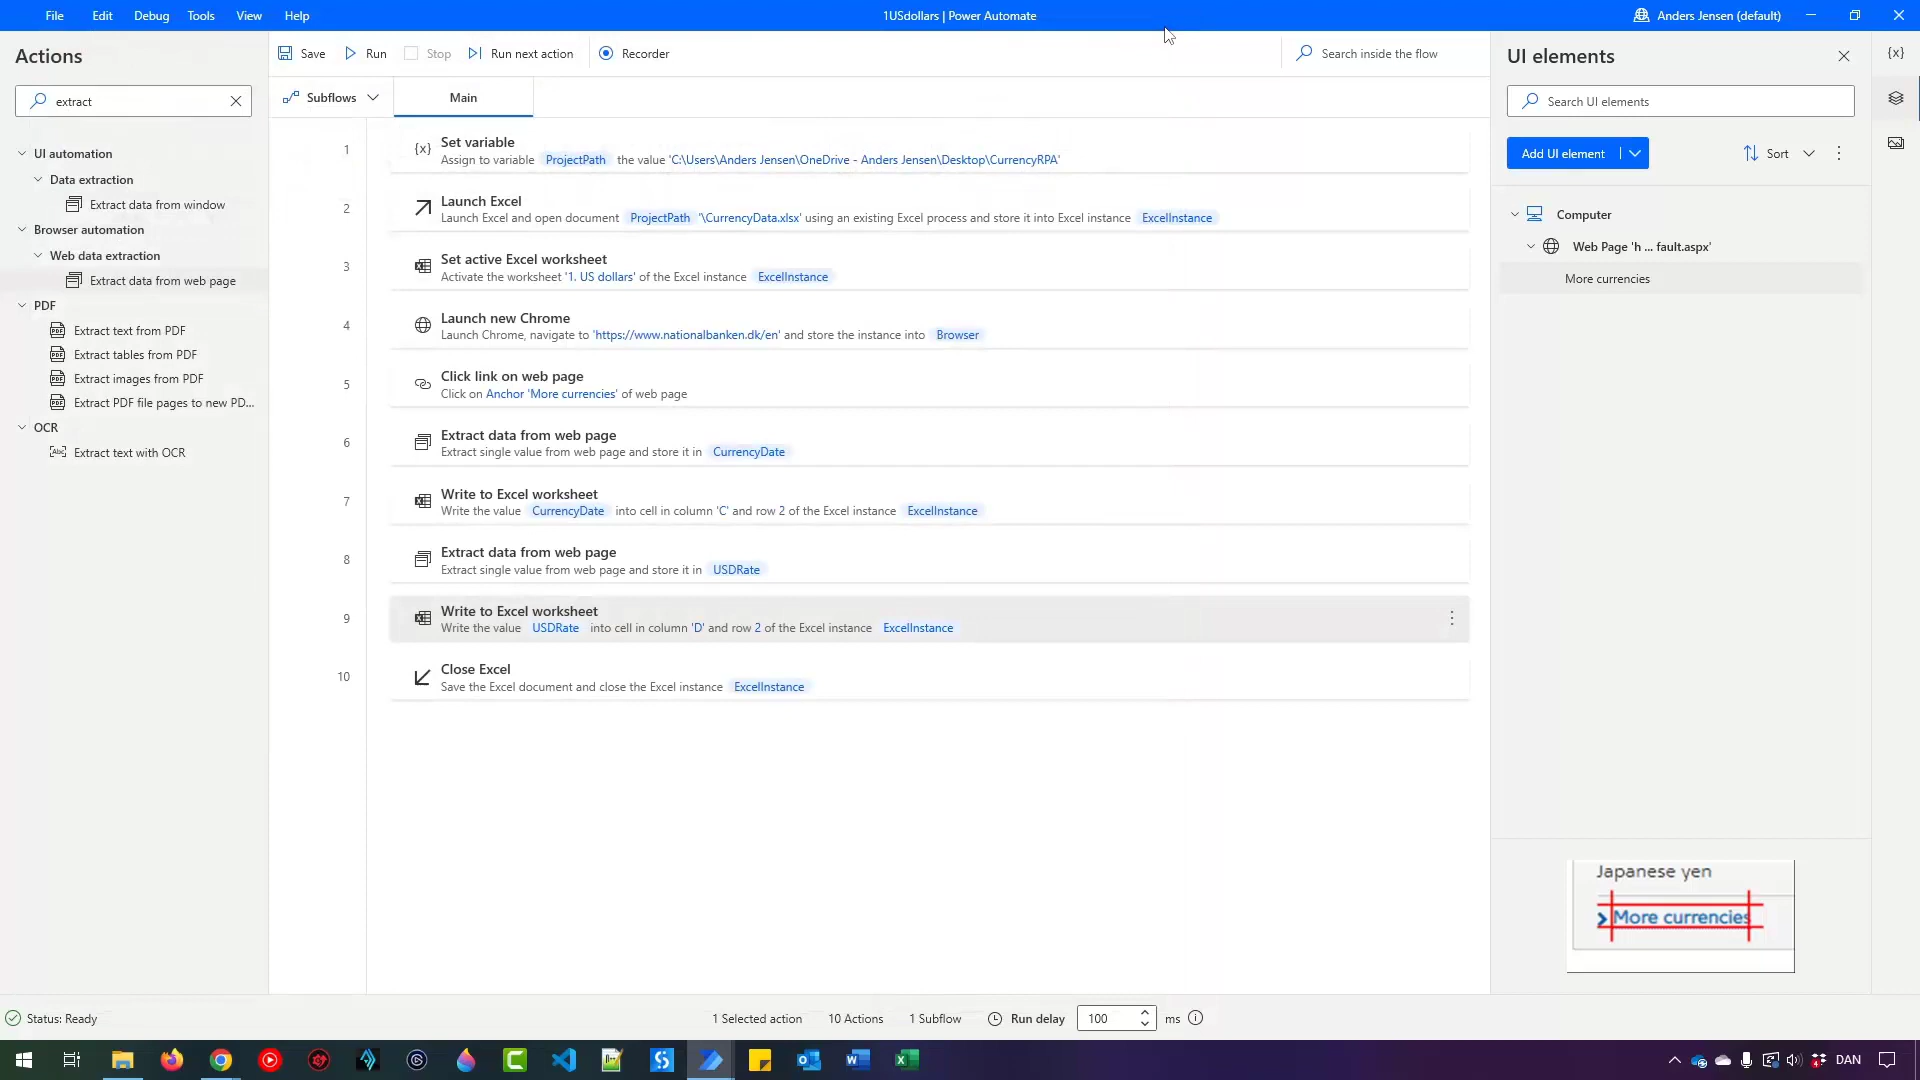 File Edit Debug Tools View Help
1USdollars | Power Automate
Anders Jensen (default)
Actions
extract
UI automation
Data extraction
Extract data from window
Browser automation
Web data extraction
Extract data from web page
PDF
Extract text from PDF
Extract tables from PDF
Extract images from PDF
Extract PDF file pages to new PD...
OCR
Extract text with OCR
Save Run Stop Run next action Recorder
Search inside the flow
Subflows Main
1 Set variable
Assign to variable ProjectPath the value 'C:\Users\Anders Jensen\OneDrive - Anders Jensen\Desktop\CurrencyRPA'
2 Launch Excel
Launch Excel and open document ProjectPath '\CurrencyData.xlsx' using an existing Excel process and store it into Excel instance ExcelInstance
3 Set active Excel worksheet
Activate the worksheet '1. US dollars' of the Excel instance ExcelInstance
4 Launch new Chrome
Launch Chrome, navigate to 'https://www.nationalbanken.dk/en' and store the instance into Browser
5 Click link on web page
Click on Anchor 'More currencies' of web page
6 Extract data from web page
Extract single value from web page and store it in CurrencyDate
7 Write to Excel worksheet
Write the value CurrencyDate into cell in column 'C' and row 2 of the Excel instance ExcelInstance
8 Extract data from web page
Extract single value from web page and store it in USDRate
9 Write to Excel worksheet
Write the value USDRate into cell in column 'D' and row 2 of the Excel instance ExcelInstance
10 Close Excel
Save the Excel document and close the Excel instance ExcelInstance
UI elements
Search UI elements
Add UI element Sort
{x}
Computer
Web Page 'h ... fault.aspx'
More currencies
Japanese yen
More currencies
Status: Ready 1 Selected action 10 Actions 1 Subflow Run delay 100 ms
DAN